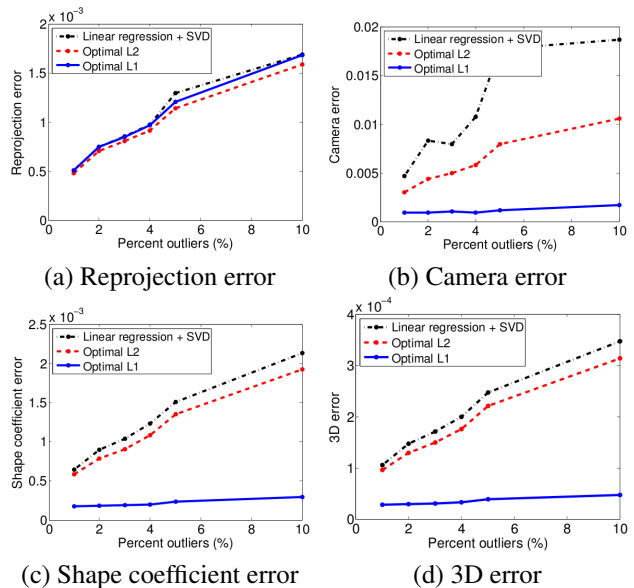 x 10⁻³
2
1.5
1
0.5
0
Reprojection error
Linear regression + SVD
Optimal L2
Optimal L1
2 4 6 8 10
Percent outliers (%)
(a) Reprojection error
0.02
0.015
0.01
0.005
0
Camera error
Linear regression + SVD
Optimal L2
Optimal L1
2 4 6 8 10
Percent outliers (%)
(b) Camera error
x 10⁻³
2.5
2
1.5
1
0.5
0
Shape coefficient error
Linear regression + SVD
Optimal L2
Optimal L1
2 4 6 8 10
Percent outliers (%)
(c) Shape coefficient error
x 10⁻⁴
4
3
2
1
0
3D error
Linear regression + SVD
Optimal L2
Optimal L1
2 4 6 8 10
Percent outliers (%)
(d) 3D error